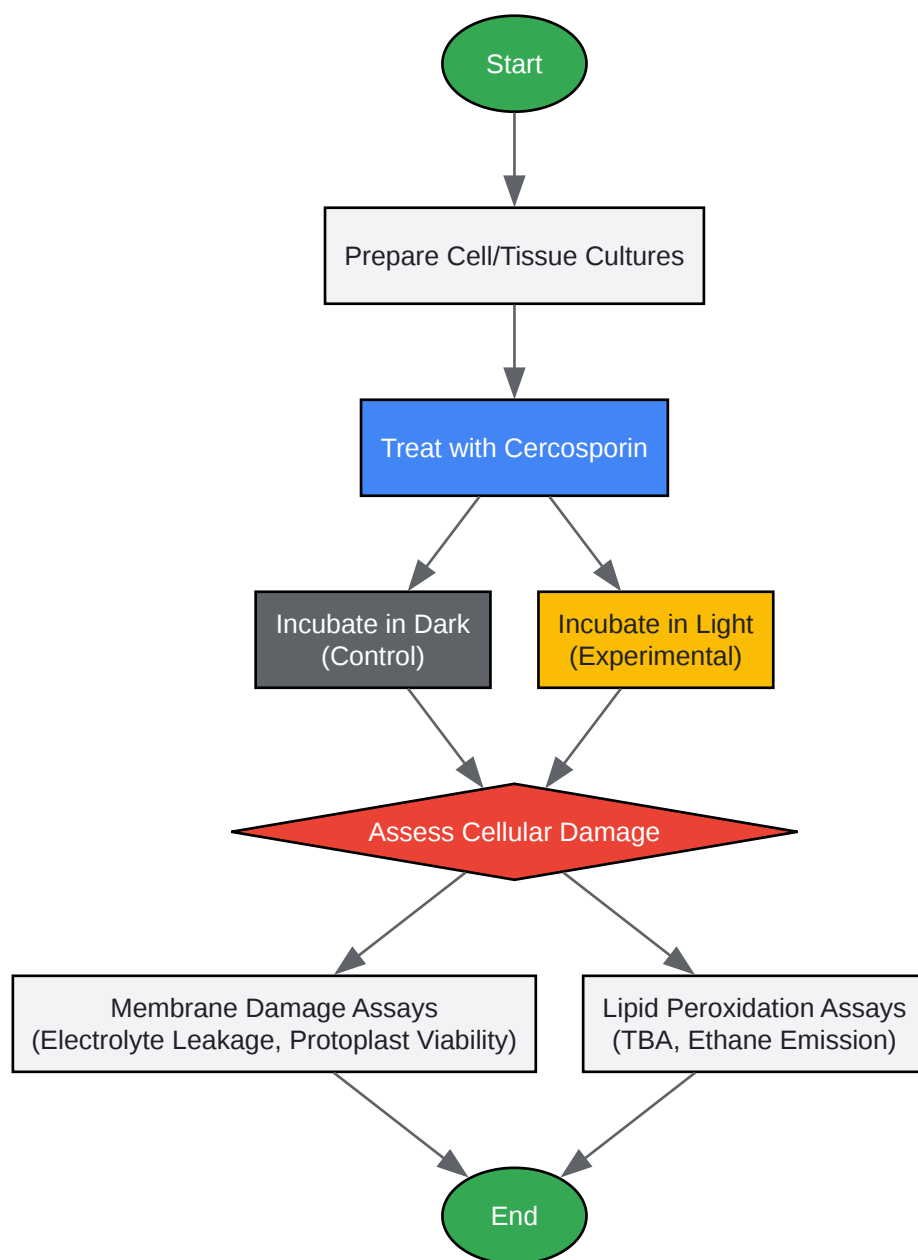 Start
Prepare Cell/Tissue Cultures
Treat with Cercosporin
Incubate in Dark
(Control)
Incubate in Light
(Experimental)
Assess Cellular Damage
Membrane Damage Assays
(Electrolyte Leakage, Protoplast Viability)
Lipid Peroxidation Assays
(TBA, Ethane Emission)
End